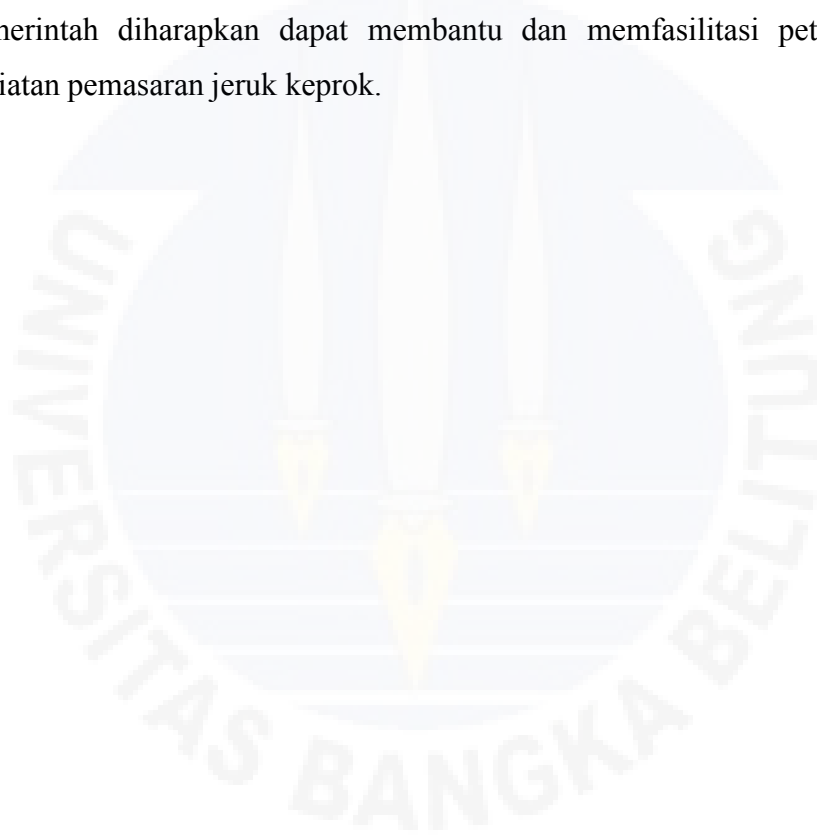 merintah diharapkan dapat membantu dan memfasilitasi pet
iatan pemasaran jeruk keprok.
UNIVERSITAS BANGKA BELITUNG